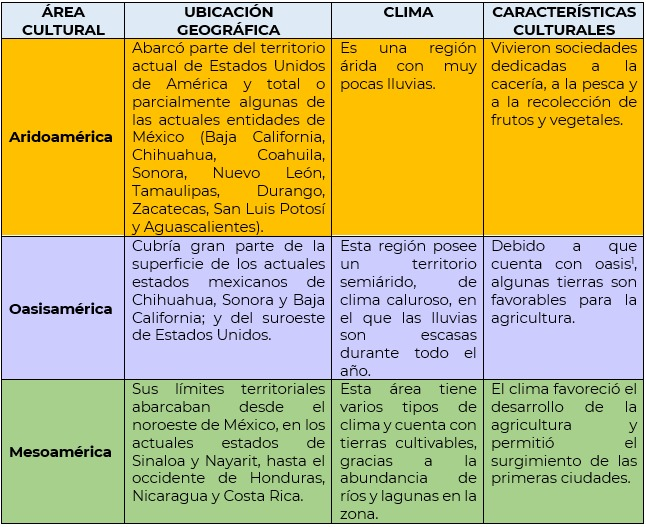 ÁREA CULTURAL
UBICACIÓN GEOGRÁFICA
CLIMA
CARACTERÍSTICAS CULTURALES
Aridoamérica
Abarcó parte del territorio
actual de Estados Unidos
de América y total o
parcialmente algunas de
las actuales entidades de
México (Baja California,
Chihuahua, Coahuila,
Sonora, Nuevo León,
Tamaulipas, Durango,
Zacatecas, San Luis Potosí
y Aguascalientes).
Es una región
árida con muy
pocas lluvias.
Vivieron sociedades
dedicadas a la
cacería, a la pesca y
a la recolección de
frutos y vegetales.
Oasisamérica
Cubría gran parte de la
superficie de los actuales
estados mexicanos de
Chihuahua, Sonora y Baja
California; y del suroeste
de Estados Unidos.
Esta región posee
un territorio
semiárido, de
clima caluroso, en
el que las lluvias
son escasas
durante todo el
año.
Debido a que
cuenta con oasis¹,
algunas tierras son
favorables para la
agricultura.
Mesoamérica
Sus límites territoriales
abarcaban desde el
noroeste de México, en los
actuales estados de
Sinaloa y Nayarit, hasta el
occidente de Honduras,
Nicaragua y Costa Rica.
Esta área tiene
varios tipos de
clima y cuenta con
tierras cultivables,
gracias a la
abundancia de
ríos y lagunas en la
zona.
El clima favoreció el
desarrollo de la
agricultura y
permitió el
surgimiento de las
primeras ciudades.